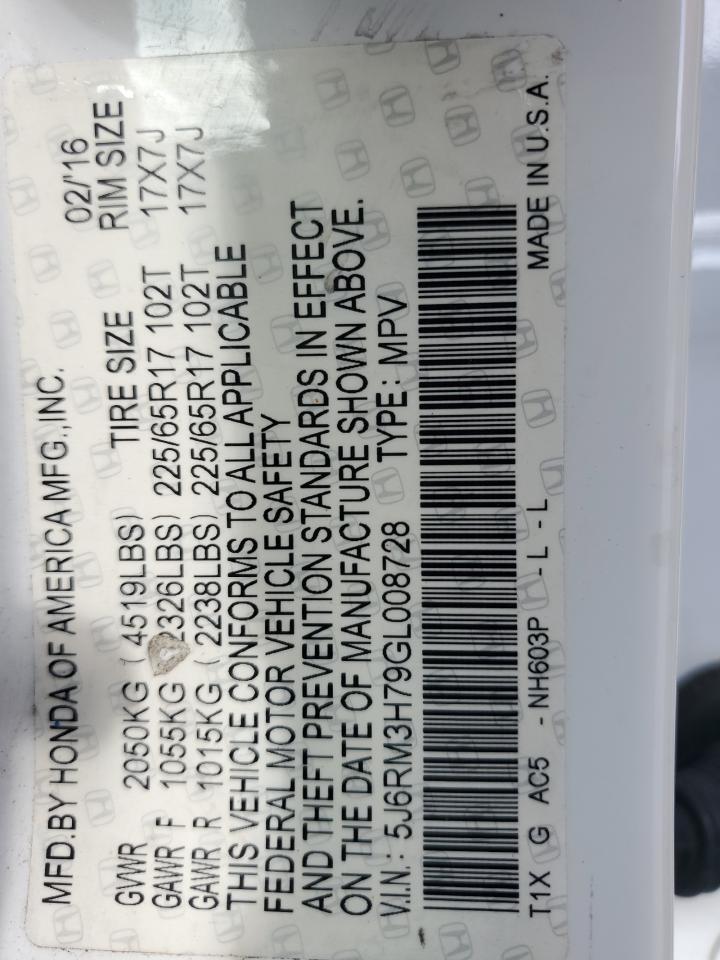 MFD. BY HONDA OF AMERICA MFG., INC. 02/'16
TIRE SIZE RIM SIZE
GVWR 2050KG (4519LBS)
GAWR F 1055KG 2326LBS) 225/65R17 102T 17X7J
GAWR R 1015KG (2238LBS) 225/65R17 102T 17X7J
THIS VEHICLE CONFORMS TO ALL APPLICABLE
FEDERAL MOTOR VEHICLE SAFETY
AND THEFT PREVENTION STANDARDS IN EFFECT
ON THE DATE OF MANUFACTURE SHOWN ABOVE.
V.I.N.: 5J6RM3H79GL008728 TYPE: MPV
T1X G AC5 - NH603P - L - L MADE IN U.S.A.